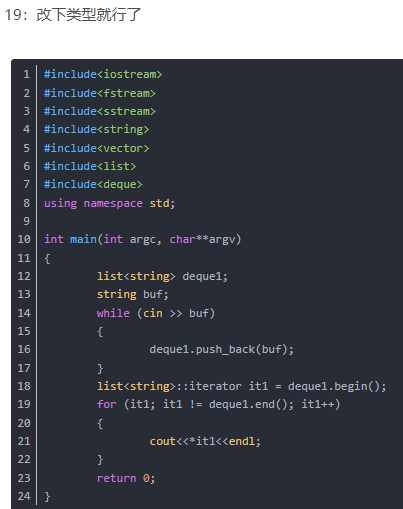 19：改下类型就行了
1 #include<iostream>
2 #include<fstream>
3 #include<sstream>
4 #include<string>
5 #include<vector>
6 #include<list>
7 #include<deque>
8 using namespace std;
9
10 int main(int argc, char**argv)
11 {
12         list<string> deque1;
13         string buf;
14         while (cin >> buf)
15         {
16                 deque1.push_back(buf);
17         }
18         list<string>::iterator it1 = deque1.begin();
19         for (it1; it1 != deque1.end(); it1++)
20         {
21                 cout<<*it1<<endl;
22         }
23         return 0;
24 }